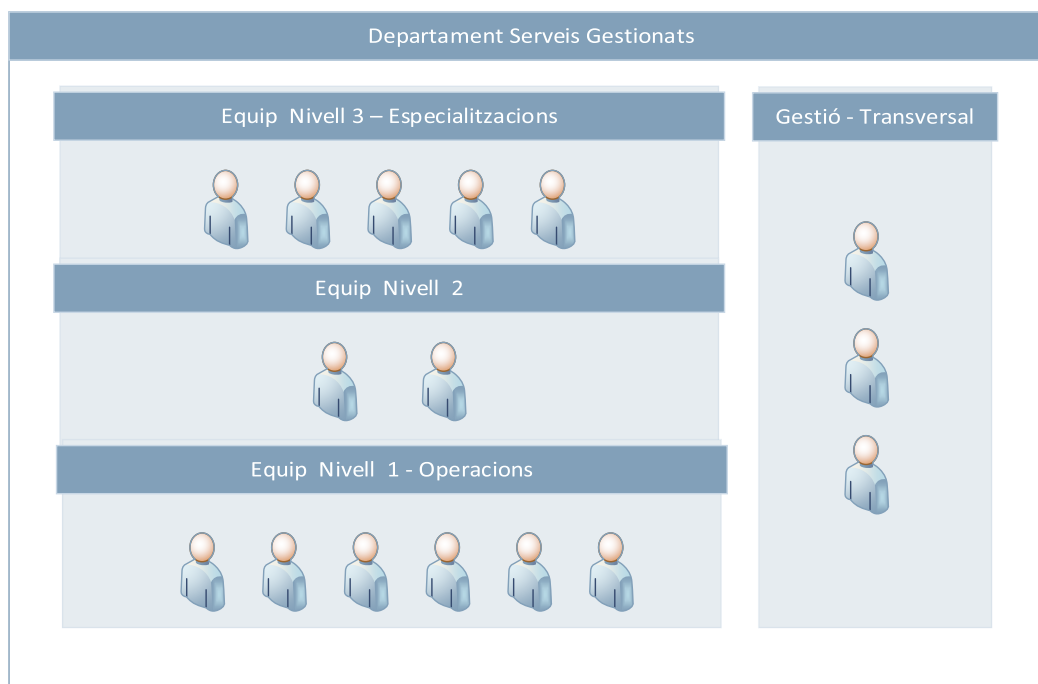 Departament Serveis Gestionats
Equip Nivell 3 – Especialitzacions
Gestió - Transversal
Equip Nivell 2
Equip Nivell 1 - Operacions